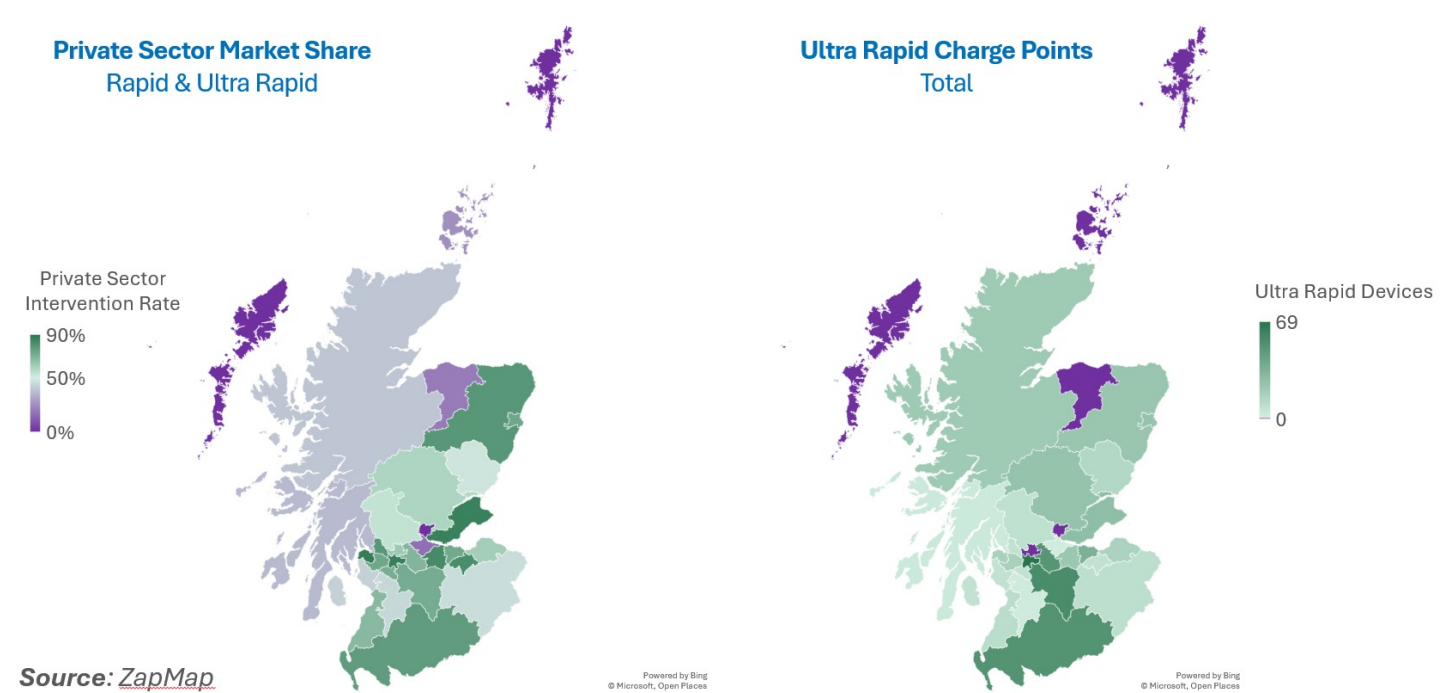 Private Sector Market Share
Rapid & Ultra Rapid
Private Sector
Intervention Rate
90%
50%
0%
Source: ZapMap
Powered by Bing
© Microsoft, Open Places
Ultra Rapid Charge Points
Total
Ultra Rapid Devices
69
0
Powered by Bing
© Microsoft, Open Places